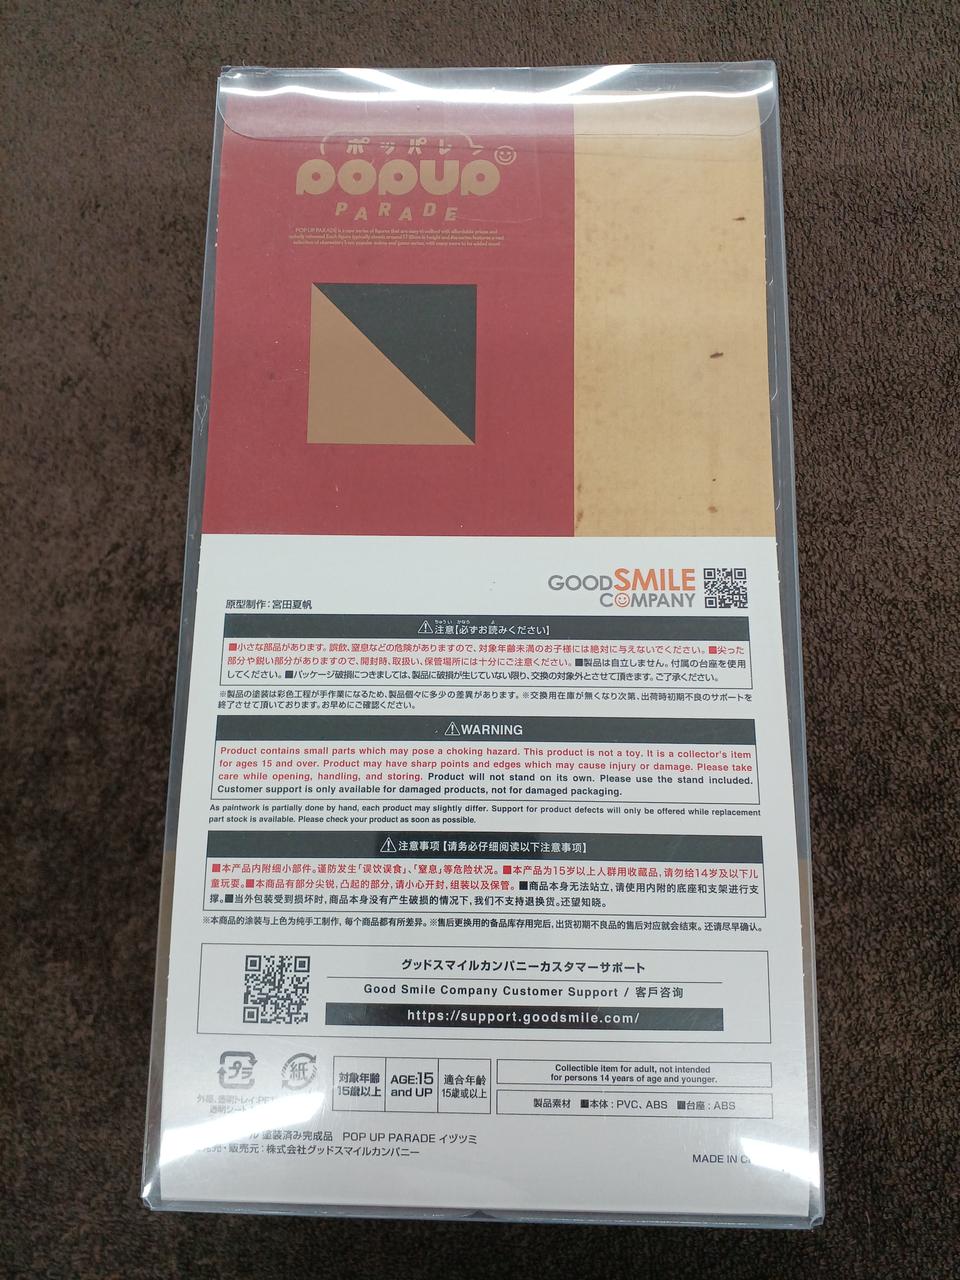 ポッパレ
POPUP
PARADE
POP UP PARADE is a new series of figures that are easy to collect with affordable prices and
原型制作：宮田夏帆
GOODSMILE
COMPANY
⚠注意【必ずお読みください】
■小さな部品があります。誤飲、窒息などの危険がありますので、対象年齢未満のお子様には絶対に与えないでください。■尖った
部分や鋭い部分がありますので、開封時、取扱い、保管場所には十分にご注意ください。■製品は自立しません。付属の台座を使用
してください。■パッケージ破損につきましては、製品に破損が生じていない限り、交換の対象外とさせて頂きます。ご了承ください。
※製品の塗装は彩色工程が手作業になるため、製品個々に多少の差異があります。※交換用在庫が無くなり次第、出荷時初期不良のサポートを
終了させて頂いております。お早めにご確認ください。
⚠WARNING
Product contains small parts which may pose a choking hazard. This product is not a toy. It is a collector's item
for ages 15 and over. Product may have sharp points and edges which may cause injury or damage. Please take
care while opening, handling, and storing. Product will not stand on its own. Please use the stand included.
Customer support is only available for damaged products, not for damaged packaging.
As paintwork is partially done by hand, each product may slightly differ. Support for product defects will only be offered while replacement
part stock is available. Please check your product as soon as possible.
⚠注意事项【请务必仔细阅读以下注意事项】
■本产品内附细小部件。谨防发生「误饮误食」、「窒息」等危险状况。■本产品为15岁以上人群用收藏品，请勿给14岁及以下儿
童玩耍。■本商品有部分尖锐，凸起的部分，请小心开封，组装以及保管。■商品本身无法站立，请使用内附的底座和支架进行支
撑。■当外包装受到损坏时，商品本身没有产生破损的情况下，我们不支持退换货。还望知晓。
※本商品的涂装与上色为纯手工制作，每个商品都有所差异。※售后更换用的备品库存用完后，出货初期不良品的售后对应就会结束。还请尽早确认。
グッドスマイルカンパニーカスタマーサポート
Good Smile Company Customer Support / 客戶咨询
https://support.goodsmile.com/
プラ
紙
外箱、透明トレイ:PET
透明シート
対象年齢
15歳以上
AGE:15
and UP
適合年齢
15歳或以上
Collectible item for adult, not intended
for persons 14 years of age and younger.
製品素材 ■本体：PVC、ABS ■台座：ABS
塗装済み完成品 POP UP PARADE イヅツミ
・販売元：株式会社グッドスマイルカンパニー
MADE IN